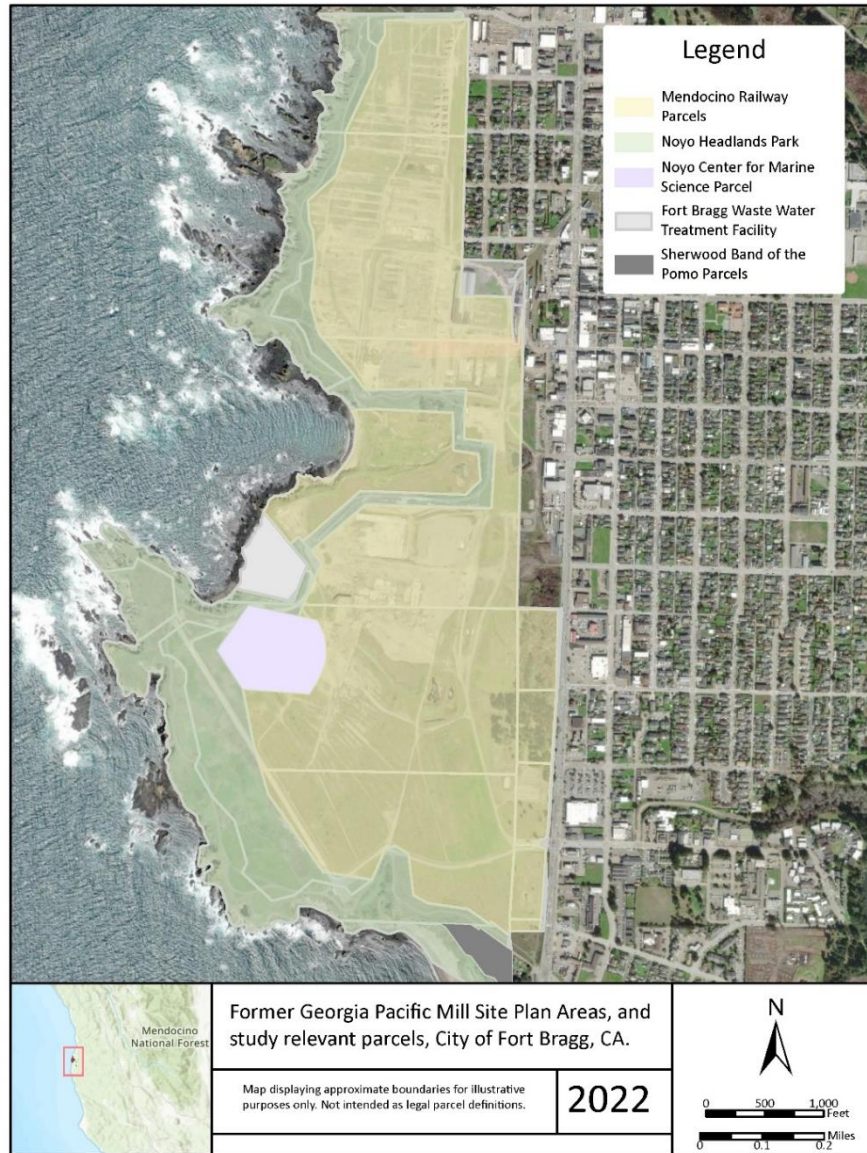 Legend
Mendocino Railway
Parcels
Noyo Headlands Park
Noyo Center for Marine
Science Parcel
Fort Bragg Waste Water
Treatment Facility
Sherwood Band of the
Pomo Parcels
Mendocino
National Forest
Former Georgia Pacific Mill Site Plan Areas, and
study relevant parcels, City of Fort Bragg, CA.
Map displaying approximate boundaries for illustrative
purposes only. Not intended as legal parcel definitions.
2022
N
0 500 1,000
Feet
Miles
0 0.1 0.2